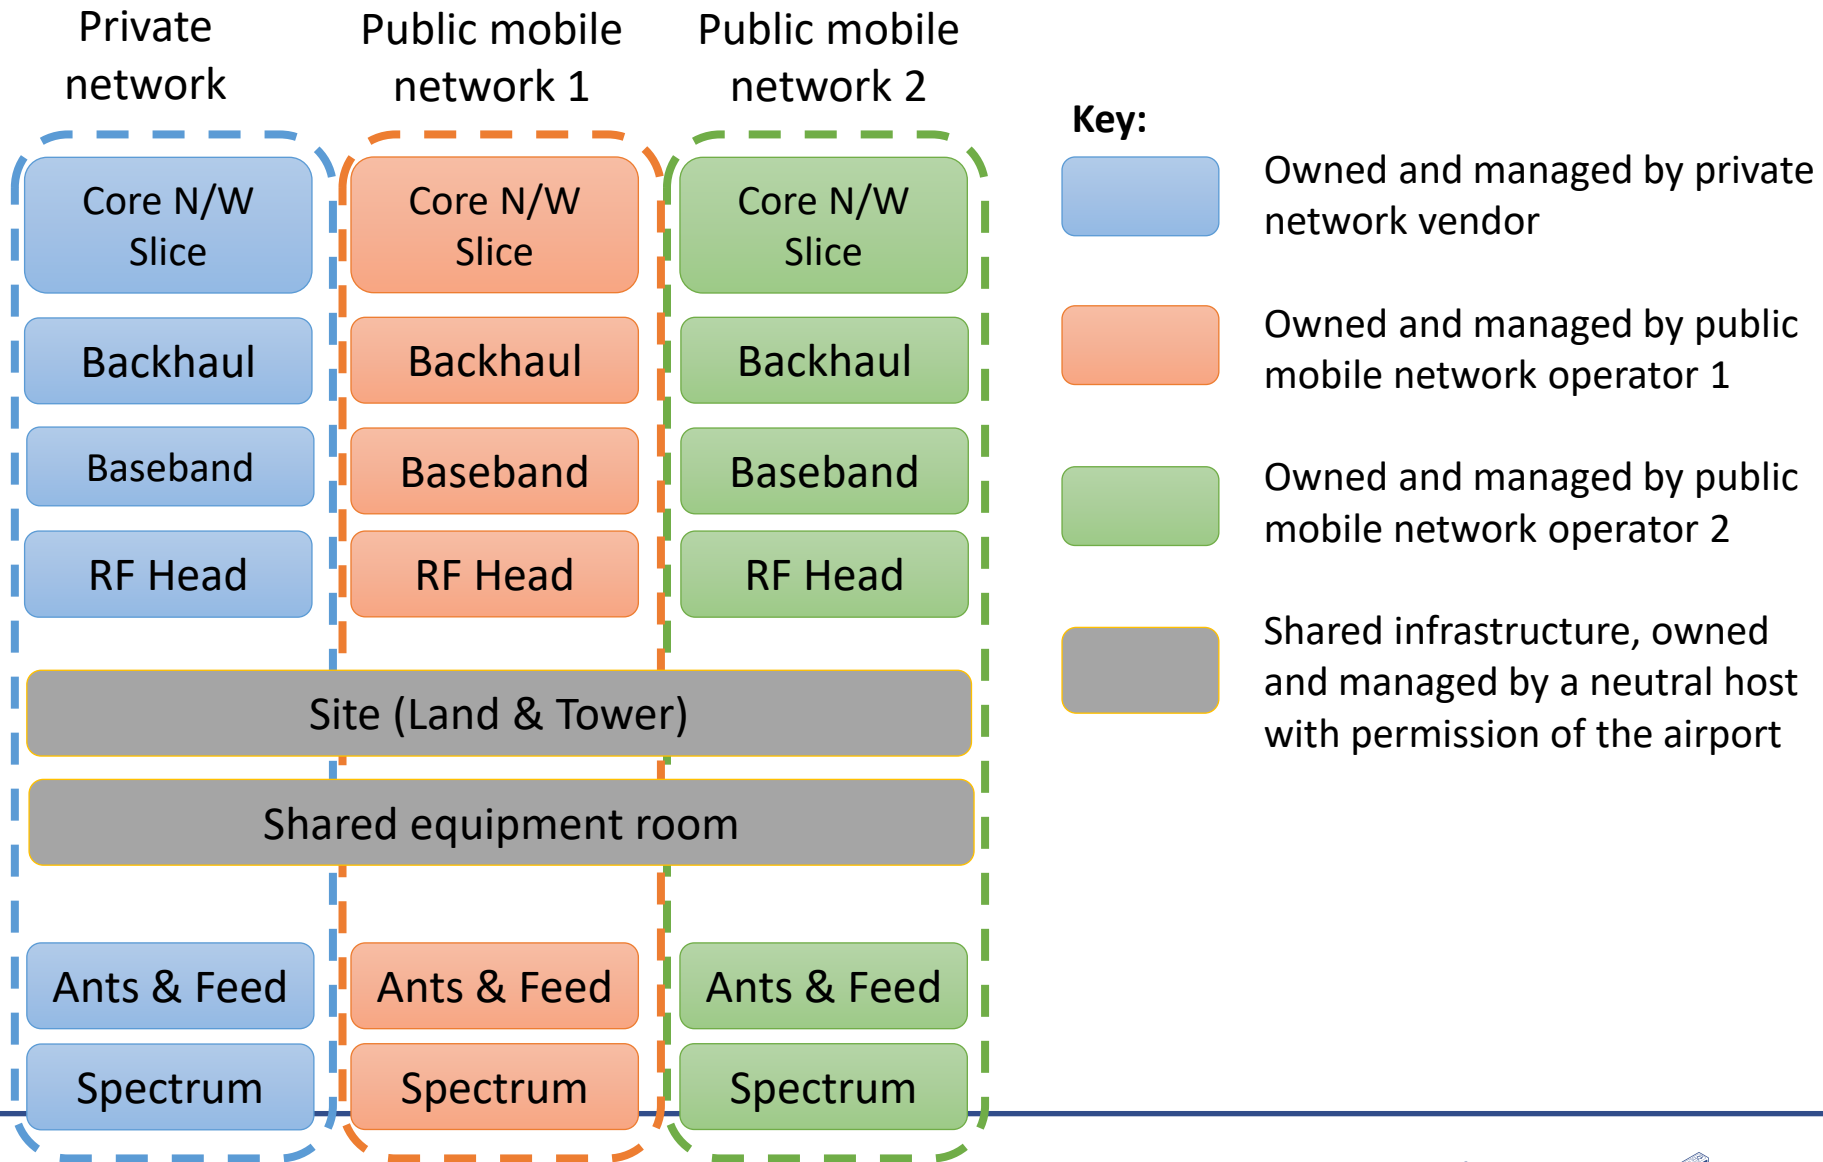 Private
network
Public mobile
network 1
Public mobile
network 2
Core N/W
Slice
Core N/W
Slice
Core N/W
Slice
Backhaul
Backhaul
Backhaul
Baseband
Baseband
Baseband
RF Head
RF Head
RF Head
Site (Land & Tower)
Shared equipment room
Ants & Feed
Ants & Feed
Ants & Feed
Spectrum
Spectrum
Spectrum
Key:
Owned and managed by private
network vendor
Owned and managed by public
mobile network operator 1
Owned and managed by public
mobile network operator 2
Shared infrastructure, owned
and managed by a neutral host
with permission of the airport